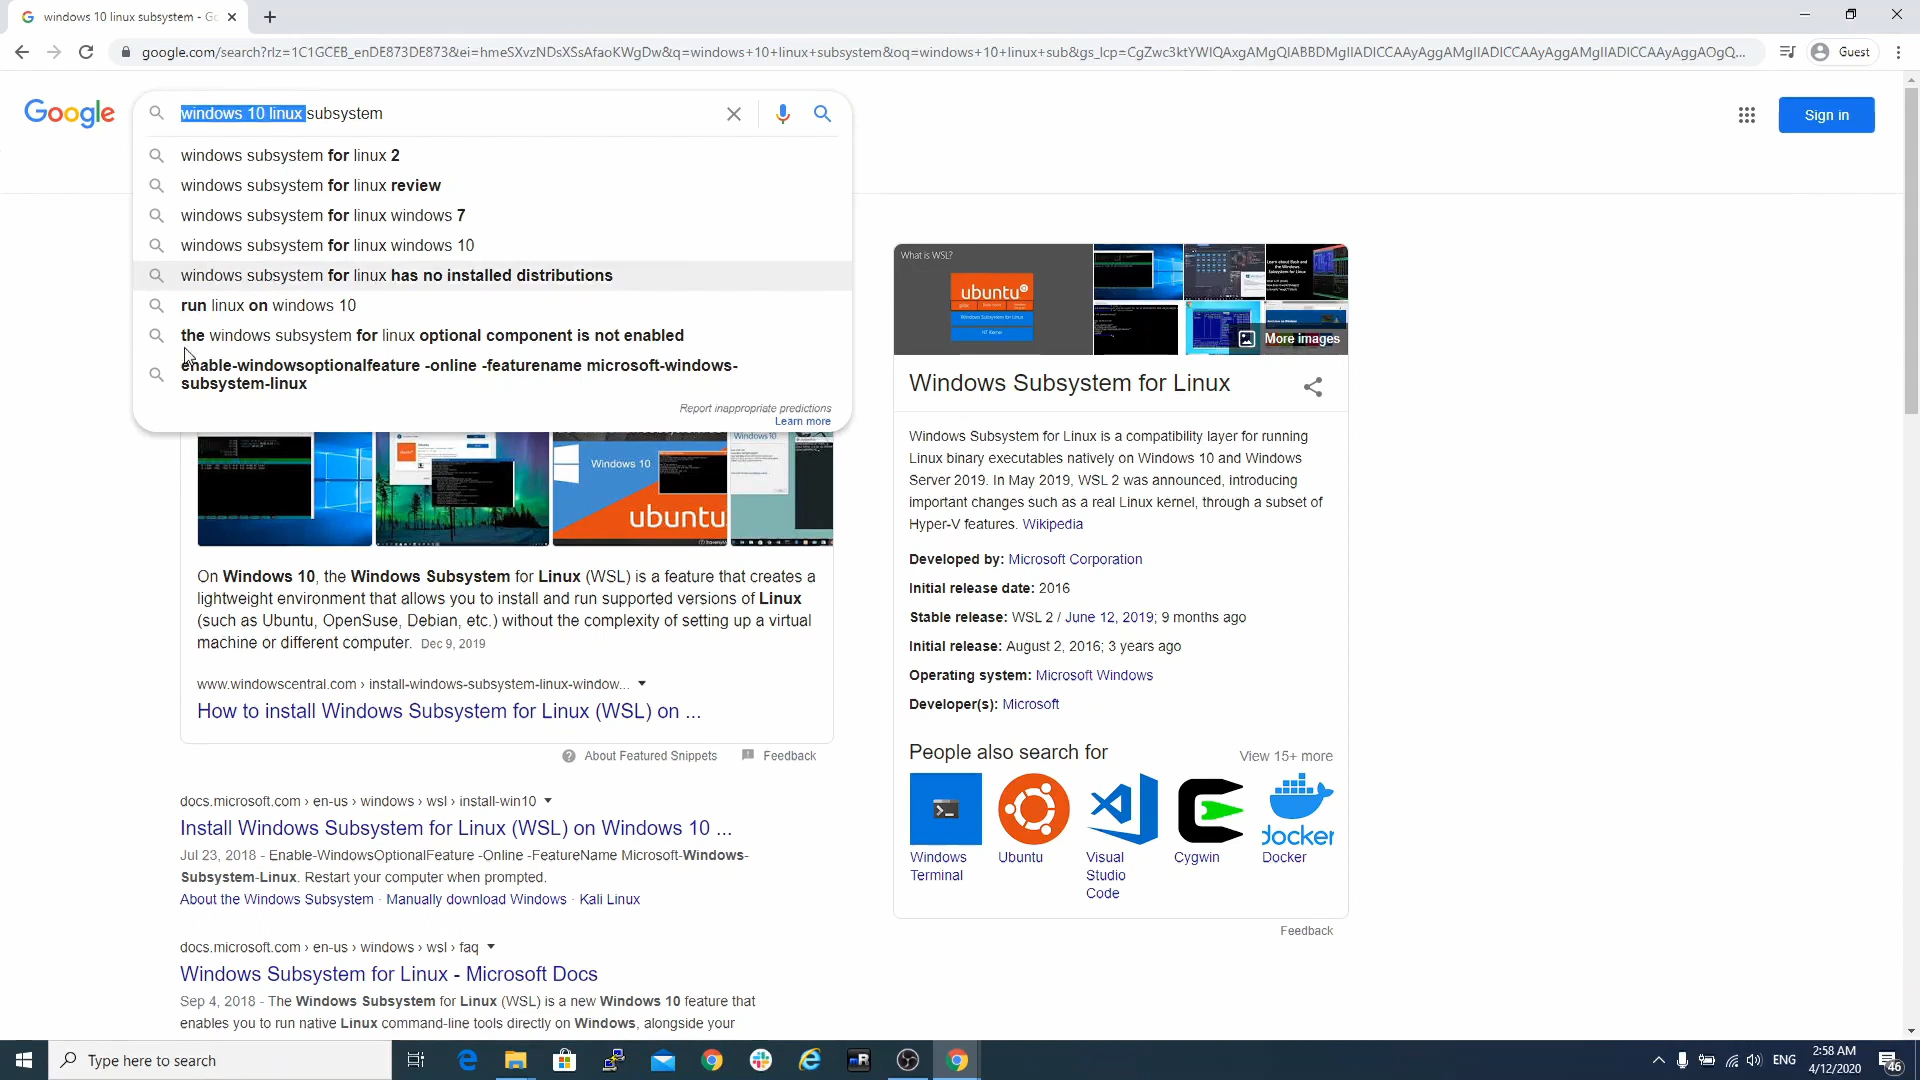 windows 10 linux subsystem - Go
google.com/search?rlz=1C1GCEB_enDE873DE873&ei=hmeSXvzNDsXSsAfaoKWgDw&q=windows+10+linux+subsystem&oq=windows+10+linux+sub&gs_lcp=CgZwc3ktYWIQAxgAMgQIABBDMgIIADICCAAyAggAMgIIADICCAAyAggAMgIIADICCAAyAggAOgQ...
Guest
Google
windows 10 linux subsystem
Sign in
windows subsystem for linux 2
windows subsystem for linux review
windows subsystem for linux windows 7
windows subsystem for linux windows 10
windows subsystem for linux has no installed distributions
run linux on windows 10
the windows subsystem for linux optional component is not enabled
enable-windowsoptionalfeature -online -featurename microsoft-windows-
subsystem-linux
Report inappropriate predictions
Learn more
Windows 10
Windows 10
ubuntu
On Windows 10, the Windows Subsystem for Linux (WSL) is a feature that creates a
lightweight environment that allows you to install and run supported versions of Linux
(such as Ubuntu, OpenSuse, Debian, etc.) without the complexity of setting up a virtual
machine or different computer. Dec 9, 2019
www.windowscentral.com › install-windows-subsystem-linux-window...
How to install Windows Subsystem for Linux (WSL) on ...
About Featured Snippets
Feedback
docs.microsoft.com › en-us › windows › wsl › install-win10
Install Windows Subsystem for Linux (WSL) on Windows 10 ...
Jul 23, 2018 - Enable-WindowsOptionalFeature -Online -FeatureName Microsoft-Windows-
Subsystem-Linux. Restart your computer when prompted.
About the Windows Subsystem · Manually download Windows · Kali Linux
docs.microsoft.com › en-us › windows › wsl › faq
Windows Subsystem for Linux - Microsoft Docs
Sep 4, 2018 - The Windows Subsystem for Linux (WSL) is a new Windows 10 feature that
enables you to run native Linux command-line tools directly on Windows, alongside your
What is WSL?
ubuntu
Windows Subsystem for Linux
NT Kernel
More images
Windows Subsystem for Linux
Windows Subsystem for Linux is a compatibility layer for running
Linux binary executables natively on Windows 10 and Windows
Server 2019. In May 2019, WSL 2 was announced, introducing
important changes such as a real Linux kernel, through a subset of
Hyper-V features. Wikipedia
Developed by: Microsoft Corporation
Initial release date: 2016
Stable release: WSL 2 / June 12, 2019; 9 months ago
Initial release: August 2, 2016; 3 years ago
Operating system: Microsoft Windows
Developer(s): Microsoft
People also search for
View 15+ more
docker
Windows
Terminal
Ubuntu
Visual
Studio
Code
Cygwin
Docker
Feedback
Type here to search
ENG
2:58 AM
4/12/2020
46